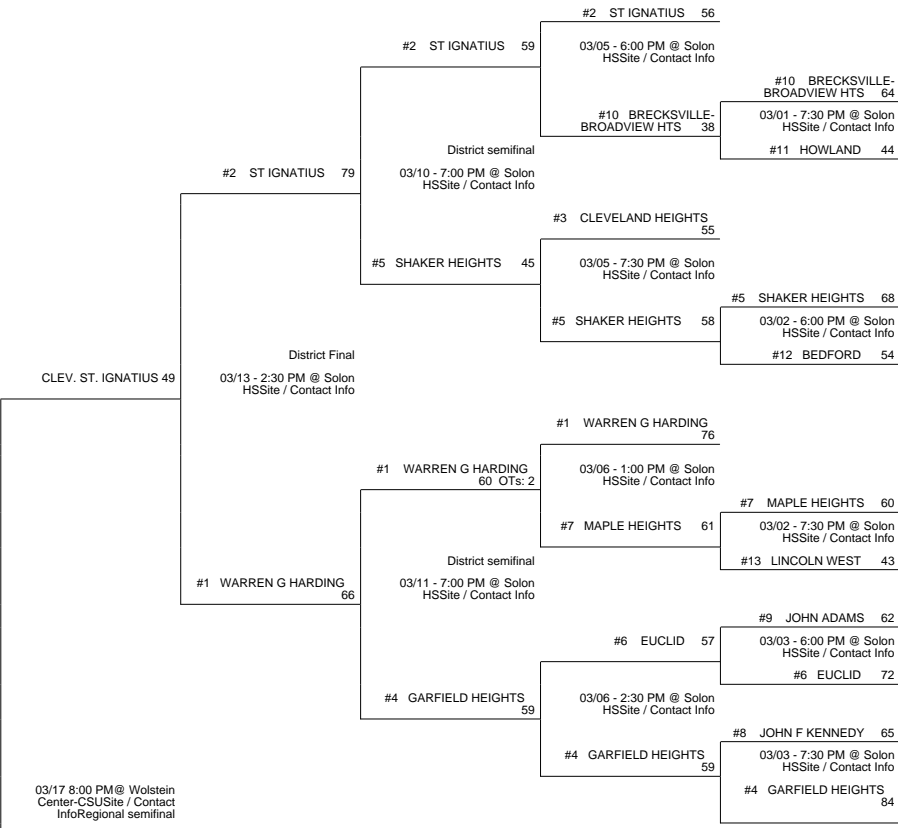 #2 ST IGNATIUS 56
#2 ST IGNATIUS 59
03/05 - 6:00 PM @ Solon
HSSite / Contact Info
#10 BRECKSVILLE-
BROADVIEW HTS 64
#10 BRECKSVILLE-
BROADVIEW HTS 38
03/01 - 7:30 PM @ Solon
HSSite / Contact Info
#11 HOWLAND 44
District semifinal
03/10 - 7:00 PM @ Solon
HSSite / Contact Info
#2 ST IGNATIUS 79
#3 CLEVELAND HEIGHTS
55
#5 SHAKER HEIGHTS 45
03/05 - 7:30 PM @ Solon
HSSite / Contact Info
#5 SHAKER HEIGHTS 68
#5 SHAKER HEIGHTS 58
03/02 - 6:00 PM @ Solon
HSSite / Contact Info
#12 BEDFORD 54
District Final
03/13 - 2:30 PM @ Solon
HSSite / Contact Info
CLEV. ST. IGNATIUS 49
#1 WARREN G HARDING
76
#1 WARREN G HARDING
60 OTs: 2
03/06 - 1:00 PM @ Solon
HSSite / Contact Info
#7 MAPLE HEIGHTS 60
#7 MAPLE HEIGHTS 61
03/02 - 7:30 PM @ Solon
HSSite / Contact Info
#13 LINCOLN WEST 43
District semifinal
03/11 - 7:00 PM @ Solon
HSSite / Contact Info
#1 WARREN G HARDING
66
#9 JOHN ADAMS 62
#6 EUCLID 57
03/03 - 6:00 PM @ Solon
HSSite / Contact Info
#6 EUCLID 72
#4 GARFIELD HEIGHTS
59
03/06 - 2:30 PM @ Solon
HSSite / Contact Info
#8 JOHN F KENNEDY 65
#4 GARFIELD HEIGHTS
59
03/03 - 7:30 PM @ Solon
HSSite / Contact Info
#4 GARFIELD HEIGHTS
84
03/17 8:00 PM@ Wolstein
Center-CSUSite / Contact
InfoRegional semifinal